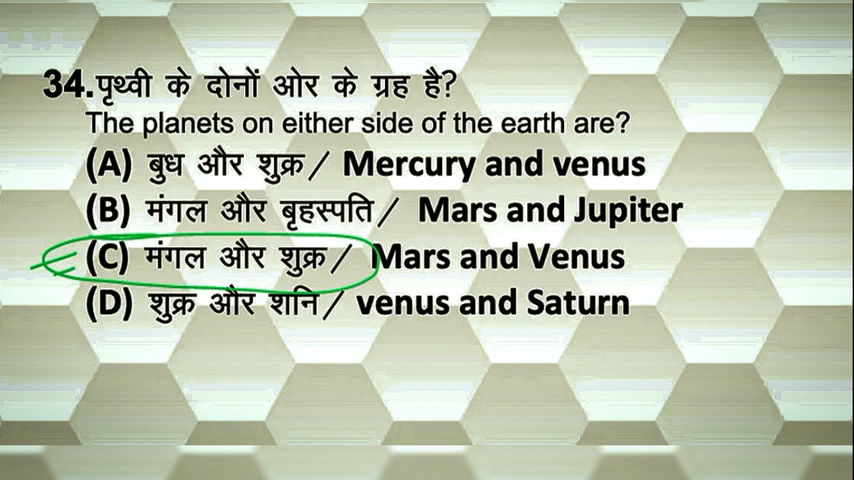 34.पृथ्वी के दोनों ओर के ग्रह है?
The planets on either side of the earth are?
(A) बुध और शुक्र/ Mercury and venus
(B) मंगल और बृहस्पति/ Mars and Jupiter
(C) मंगल और शुक्र/ Mars and Venus
(D) शुक्र और शनि/ venus and Saturn